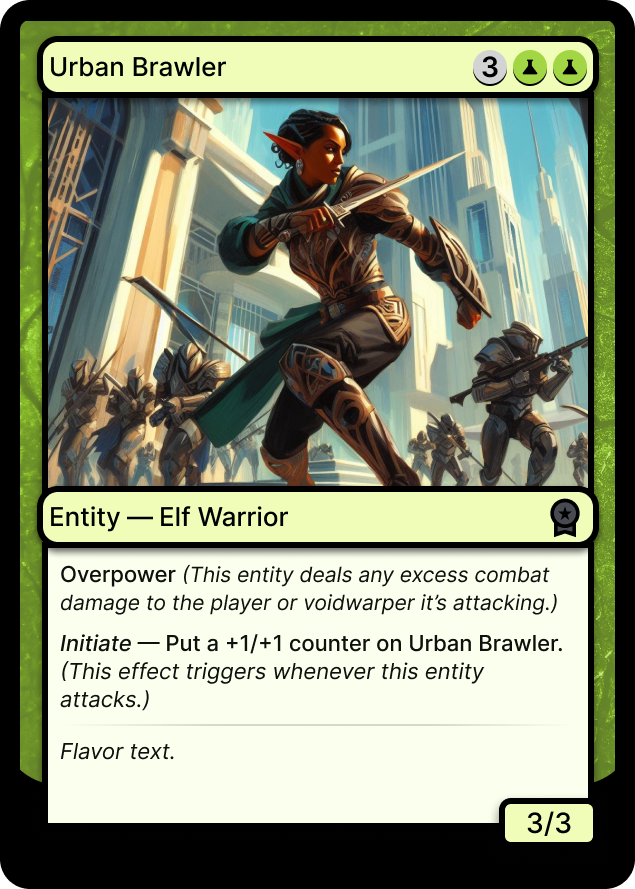 Urban Brawler 3
Entity — Elf Warrior
Overpower (This entity deals any excess combat
damage to the player or voidwarper it’s attacking.)
Initiate — Put a +1/+1 counter on Urban Brawler.
(This effect triggers whenever this entity
attacks.)
Flavor text.
3/3